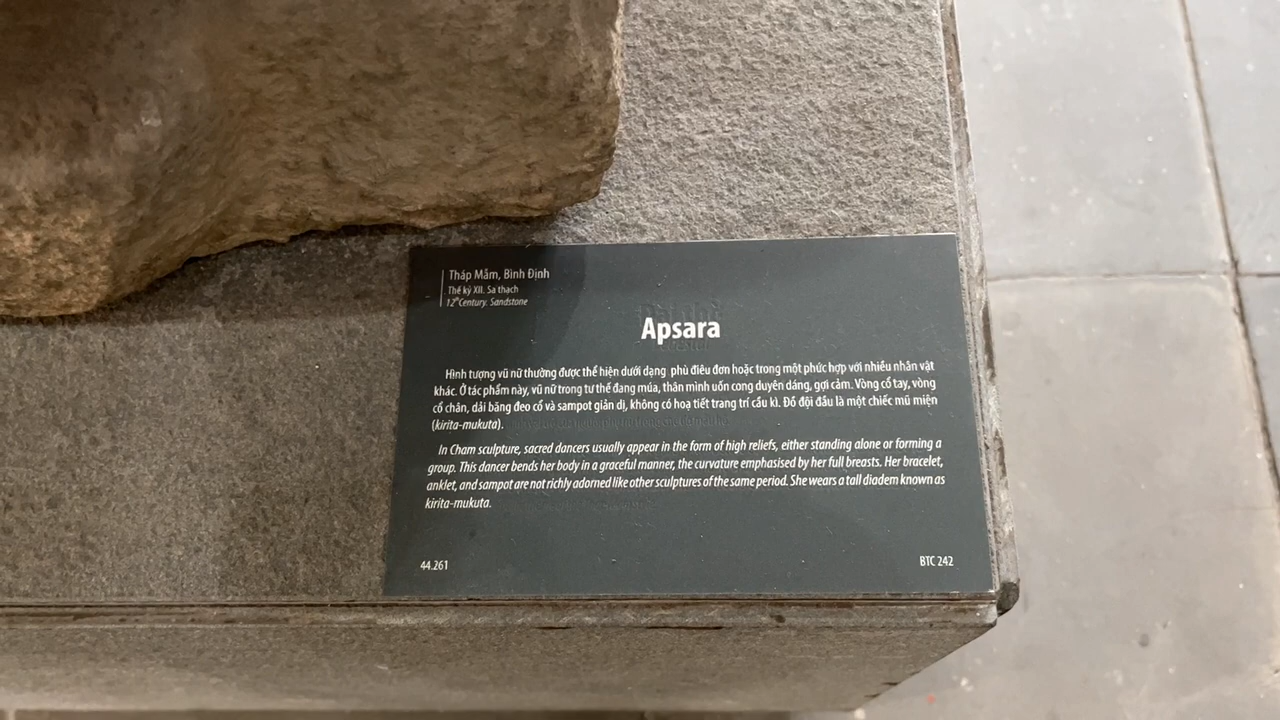 Tháp Mắm, Bình Định
Thế kỷ XII. Sa thạch
12th Century. Sandstone
Apsara
Hình tượng vũ nữ thường được thể hiện dưới dạng phù điêu đơn hoặc trong một phức hợp với nhiều nhân vật
khác. Ở tác phẩm này, vũ nữ trong tư thế đang múa, thân mình uốn cong duyên dáng, gợi cảm. Vòng cổ tay, vòng
cổ chân, dải băng đeo cổ và sampot giản dị, không có hoạ tiết trang trí cầu kì. Đồ đội đầu là một chiếc mũ miện
(kirita-mukuta).
In Cham sculpture, sacred dancers usually appear in the form of high reliefs, either standing alone or forming a
group. This dancer bends her body in a graceful manner, the curvature emphasised by her full breasts. Her bracelet,
anklet, and sampot are not richly adorned like other sculptures of the same period. She wears a tall diadem known as
kirita-mukuta.
44.261
BTC 242